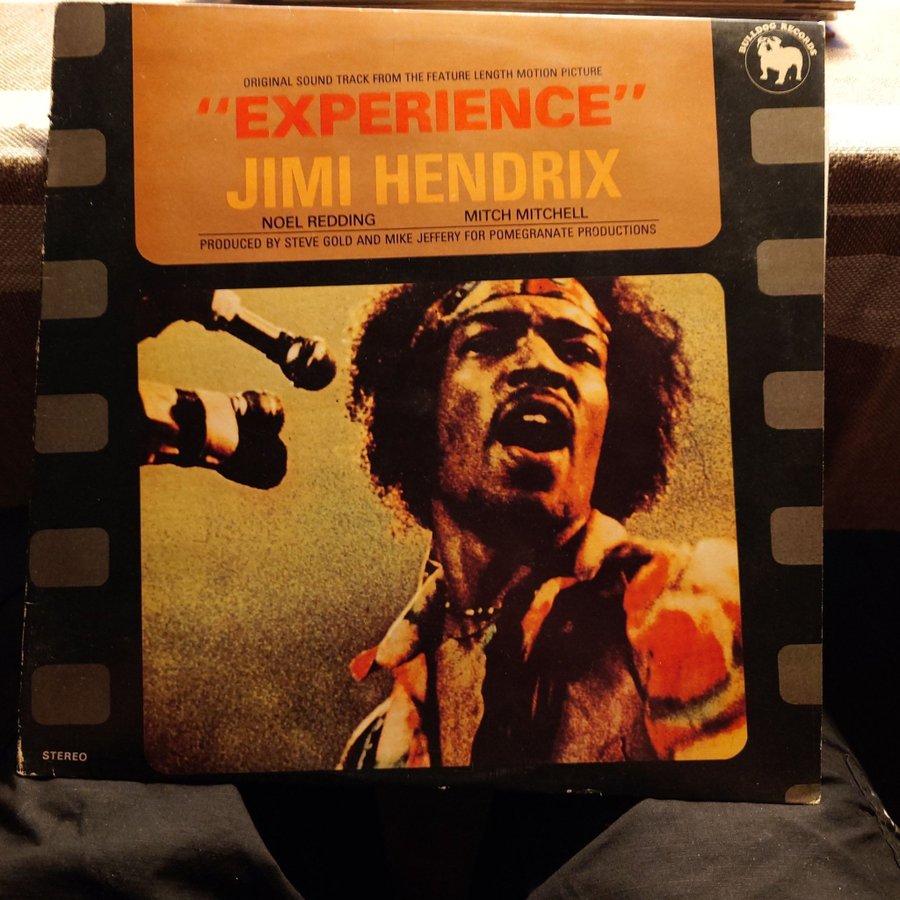 BULLDOG RECORDS
ORIGINAL SOUND TRACK FROM THE FEATURE LENGTH MOTION PICTURE
"EXPERIENCE"
JIMI HENDRIX
NOEL REDDING MITCH MITCHELL
PRODUCED BY STEVE GOLD AND MIKE JEFFERY FOR POMEGRANATE PRODUCTIONS
STEREO